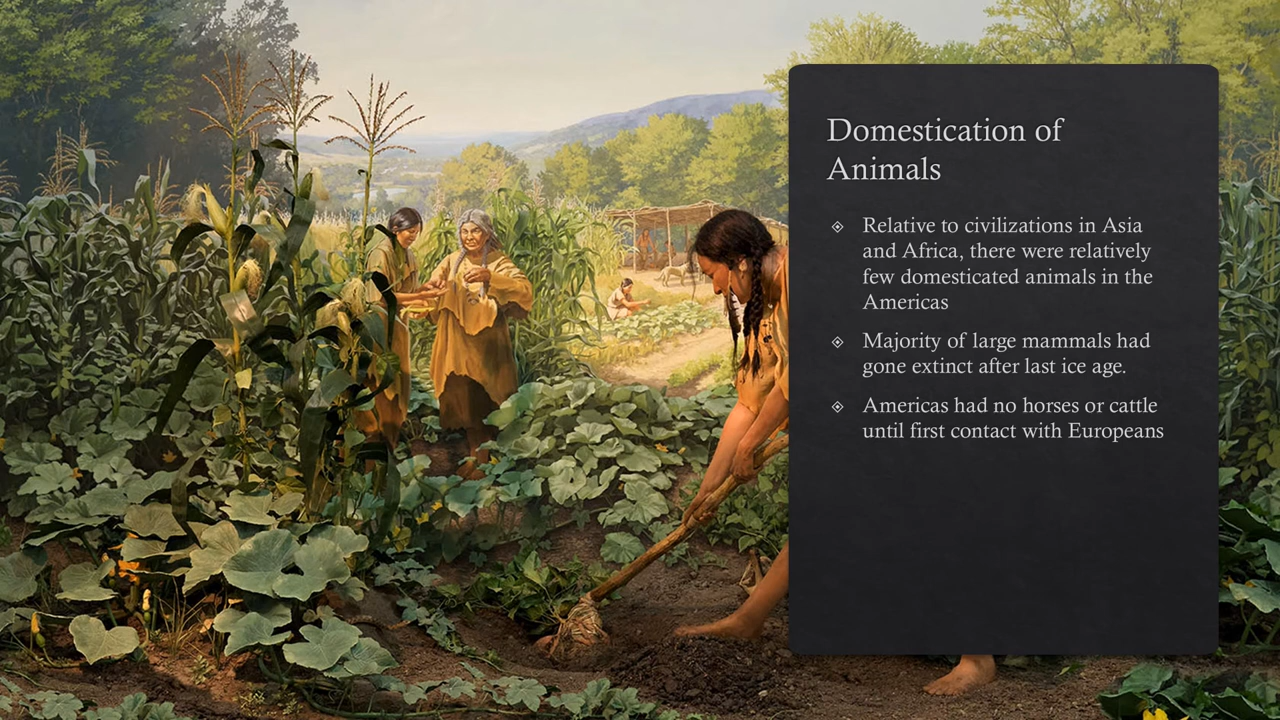 Domestication of
Animals
Relative to civilizations in Asia
and Africa, there were relatively
few domesticated animals in the
Americas
Majority of large mammals had
gone extinct after last ice age.
Americas had no horses or cattle
until first contact with Europeans